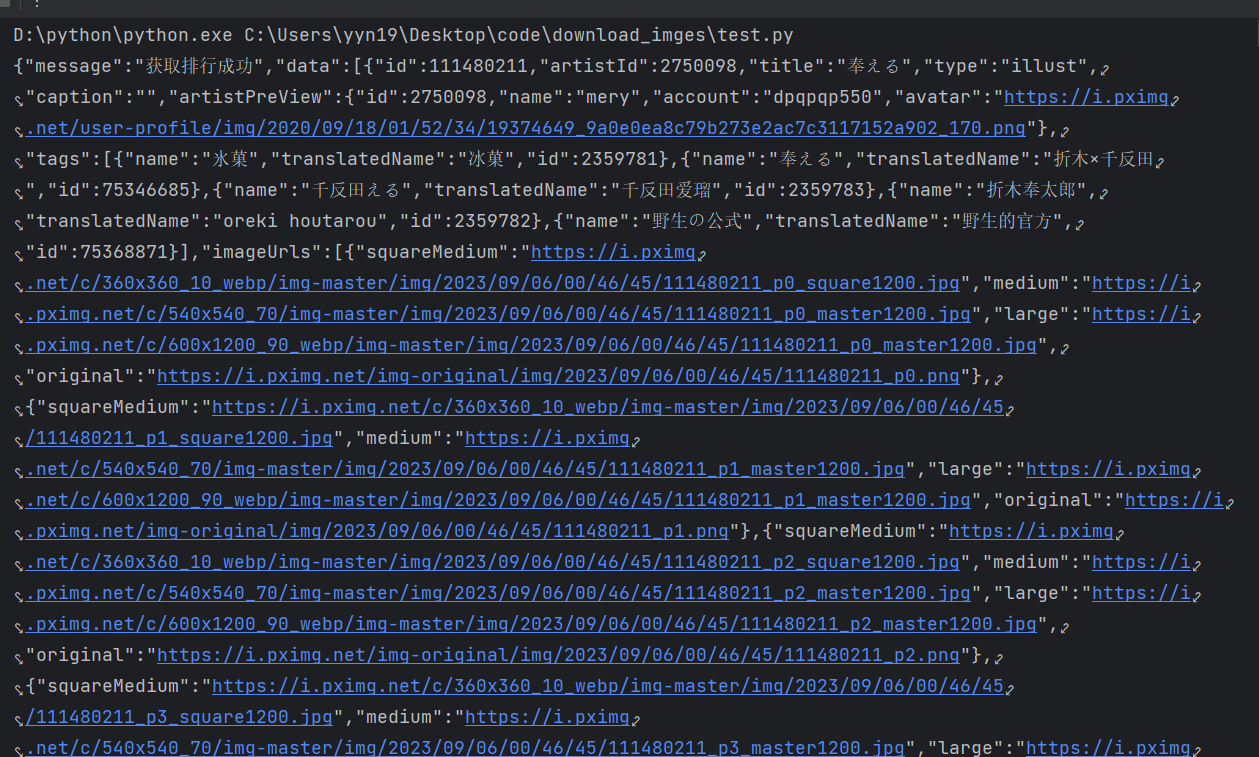 D:\python\python.exe C:\Users\yyn19\Desktop\code\download_imges\test.py
{"message":"获取排行成功","data":[{"id":111480211,"artistId":2750098,"title":"奉える","type":"illust",
"caption":"","artistPreView":{"id":2750098,"name":"mery","account":"dpqpqp550","avatar":"https://i.pximg
.net/user-profile/img/2020/09/18/01/52/34/19374649_9a0e0ea8c79b273e2ac7c3117152a902_170.png"},
"tags":[{"name":"氷菓","translatedName":"冰菓","id":2359781},{"name":"奉える","translatedName":"折木×千反田
","id":75346685},{"name":"千反田える","translatedName":"千反田爱瑠","id":2359783},{"name":"折木奉太郎",
"translatedName":"oreki houtarou","id":2359782},{"name":"野生の公式","translatedName":"野生的官方",
"id":75368871}],"imageUrls":[{"squareMedium":"https://i.pximg
.net/c/360x360_10_webp/img-master/img/2023/09/06/00/46/45/111480211_p0_square1200.jpg","medium":"https://i
.pximg.net/c/540x540_70/img-master/img/2023/09/06/00/46/45/111480211_p0_master1200.jpg","large":"https://i
.pximg.net/c/600x1200_90_webp/img-master/img/2023/09/06/00/46/45/111480211_p0_master1200.jpg",
"original":"https://i.pximg.net/img-original/img/2023/09/06/00/46/45/111480211_p0.png"},
{"squareMedium":"https://i.pximg.net/c/360x360_10_webp/img-master/img/2023/09/06/00/46/45
/111480211_p1_square1200.jpg","medium":"https://i.pximg
.net/c/540x540_70/img-master/img/2023/09/06/00/46/45/111480211_p1_master1200.jpg","large":"https://i.pximg
.net/c/600x1200_90_webp/img-master/img/2023/09/06/00/46/45/111480211_p1_master1200.jpg","original":"https://i
.pximg.net/img-original/img/2023/09/06/00/46/45/111480211_p1.png"},{"squareMedium":"https://i.pximg
.net/c/360x360_10_webp/img-master/img/2023/09/06/00/46/45/111480211_p2_square1200.jpg","medium":"https://i
.pximg.net/c/540x540_70/img-master/img/2023/09/06/00/46/45/111480211_p2_master1200.jpg","large":"https://i
.pximg.net/c/600x1200_90_webp/img-master/img/2023/09/06/00/46/45/111480211_p2_master1200.jpg",
"original":"https://i.pximg.net/img-original/img/2023/09/06/00/46/45/111480211_p2.png"},
{"squareMedium":"https://i.pximg.net/c/360x360_10_webp/img-master/img/2023/09/06/00/46/45
/111480211_p3_square1200.jpg","medium":"https://i.pximg
.net/c/540x540_70/img-master/img/2023/09/06/00/46/45/111480211_p3_master1200.jpg","large":"https://i.pximg